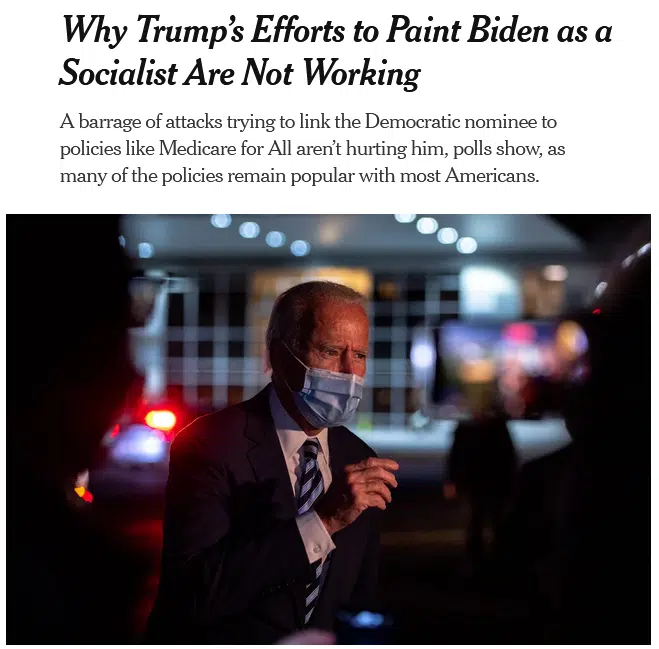 Why Trump’s Efforts to Paint Biden as a
Socialist Are Not Working
A barrage of attacks trying to link the Democratic nominee to
policies like Medicare for All aren’t hurting him, polls show, as
many of the policies remain popular with most Americans.